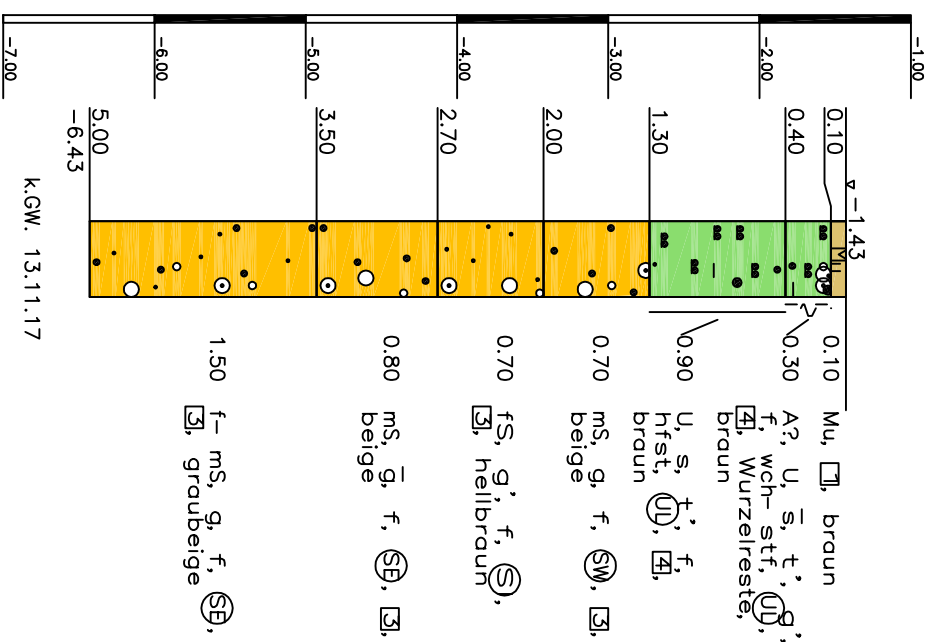 -1.00
-2.00
-3.00
-4.00
-5.00
-6.00
-7.00
-1.43
0.10
0.40
1.30
2.00
2.70
3.50
5.00
-6.43
k.GW. 13.11.17
0.10 Mu, 1, braun
0.30 A?, U, s̄, t', g',
f, wch- stf, UL,
4, Wurzelreste,
braun
0.90 U, s, t', f,
hfst, UL, 4,
braun
0.70 mS, g, f, SW, 3,
beige
0.70 fS, g', f, SI,
3, hellbraun
0.80 mS, ḡ, f, SE, 3,
beige
1.50 f- mS, g, f, SE,
3, graubeige